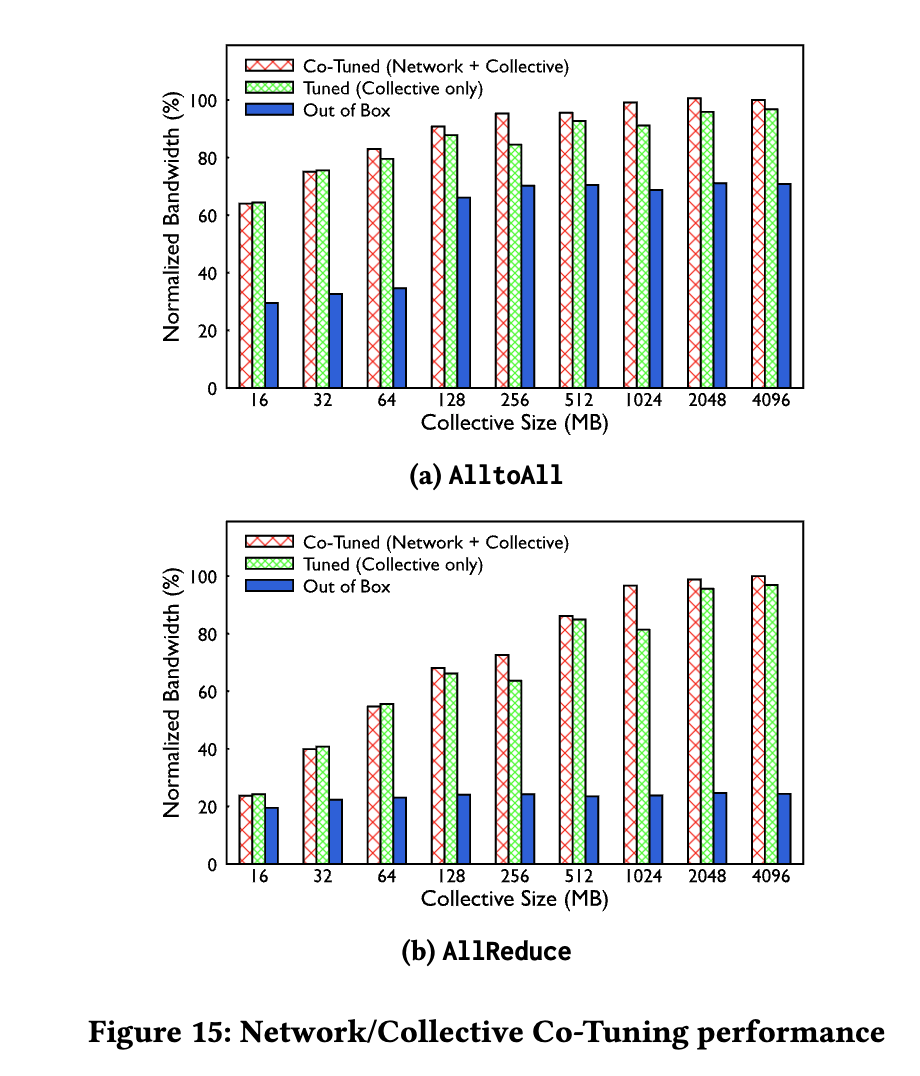 Co-Tuned (Network + Collective)
Tuned (Collective only)
Out of Box
Normalized Bandwidth (%)
100
80
60
40
20
0
16 32 64 128 256 512 1024 2048 4096
Collective Size (MB)
(a) AlltoAll
Co-Tuned (Network + Collective)
Tuned (Collective only)
Out of Box
Normalized Bandwidth (%)
100
80
60
40
20
0
16 32 64 128 256 512 1024 2048 4096
Collective Size (MB)
(b) AllReduce
Figure 15: Network/Collective Co-Tuning performance